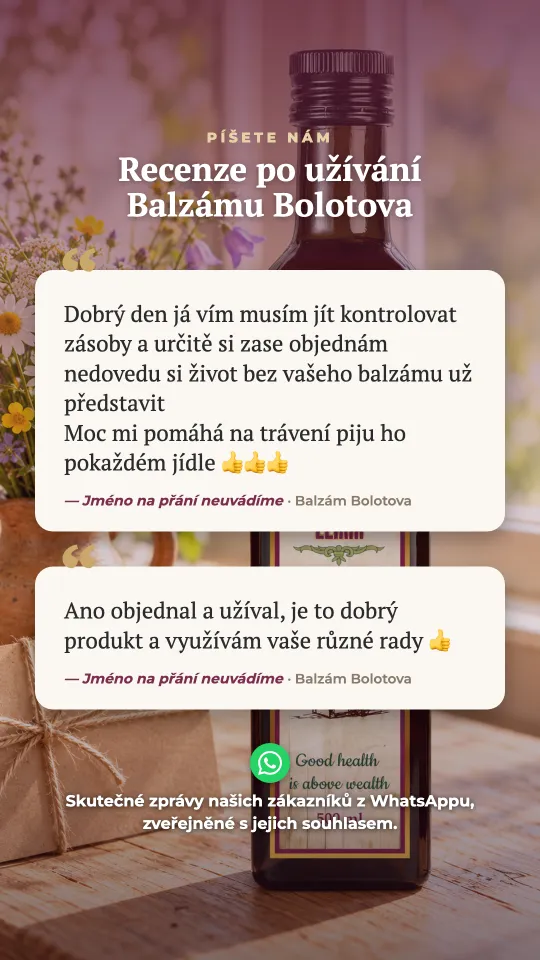 PÍŠETE NÁM
Recenze po užívání
Balzámu Bolotova
Dobrý den já vím musím jít kontrolovat
zásoby a určitě si zase objednám
nedovedu si život bez vašeho balzámu už
představit
Moc mi pomáhá na trávení piju ho
pokaždém jídle 👍👍👍
— Jméno na přání neuvádíme · Balzám Bolotova
Ano objednal a užíval, je to dobrý
produkt a využívám vaše různé rady 👍
— Jméno na přání neuvádíme · Balzám Bolotova
Good health
is above wealth
Skutečné zprávy našich zákazníků z WhatsAppu,
zveřejněné s jejich souhlasem.